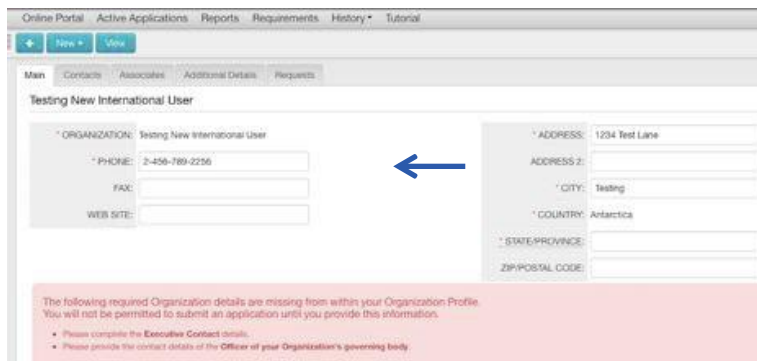 Online Portal Active Applications Reports Requirements History Tutorial
+ New View
Main Contacts Associates Additional Details Requests
Testing New International User
* ORGANIZATION: Testing New International User
* PHONE: 2-456-789-2256
FAX:
WEB SITE:
* ADDRESS: 1234 Test Lane
ADDRESS 2:
* CITY: Testing
* COUNTRY: Antarctica
* STATE/PROVINCE:
ZIP/POSTAL CODE:
The following required Organization details are missing from within your Organization Profile.
You will not be permitted to submit an application until you provide this information.
• Please complete the Executive Contact details.
• Please provide the contact details of the Officer of your Organization's governing body.